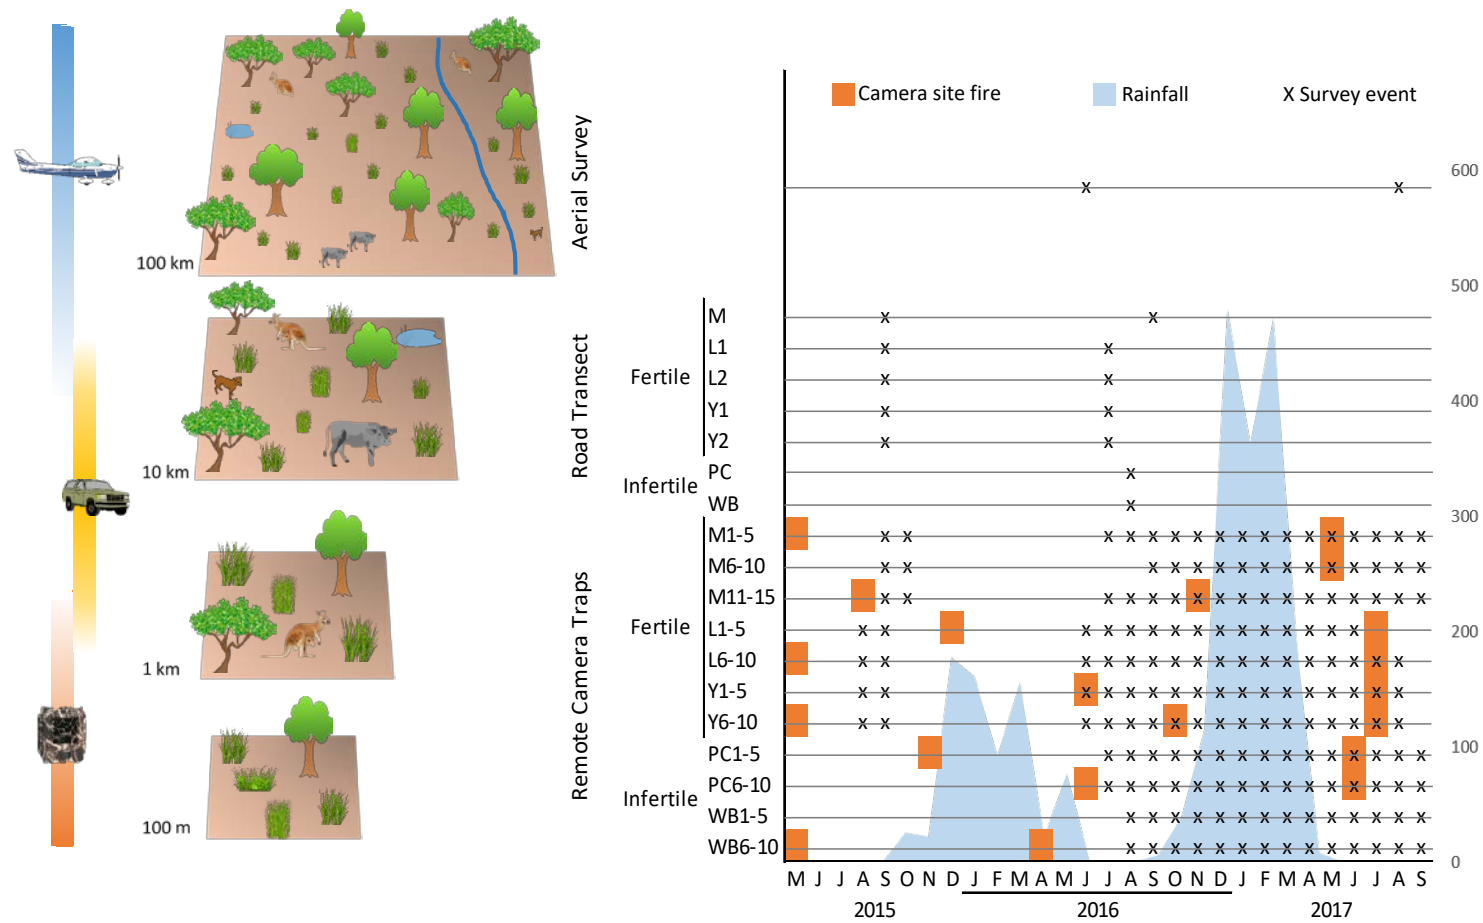 Aerial Survey
100 km
Road Transect
10 km
Remote Camera Traps
1 km
100 m
Camera site fire
Rainfall
X Survey event
Fertile
M
L1
L2
Y1
Y2
Infertile
PC
WB
Fertile
M1-5
M6-10
M11-15
L1-5
L6-10
Y1-5
Y6-10
Infertile
PC1-5
PC6-10
WB1-5
WB6-10
X X
X X
X X
X X
X X
X X
X
X
X X X X X X X X X X X X X X X X X
X X X X X X X X X X X X X X X
X X X X X X X X X X X X X X X X X
X X X X X X X X X X X X X X X X
X X X X X X X X X X X X X X X X X
X X X X X X X X X X X X X X X X X
X X X X X X X X X X X X X X X X X
X X X X X X X X X X X X X X X
X X X X X X X X X X X X X X X
X X X X X X X X X X X X X X
X X X X X X X X X X X X X X
600
500
400
300
200
100
0
M J J A S O N D J F M A M J J A S O N D J F M A M J J A S
2015 2016 2017